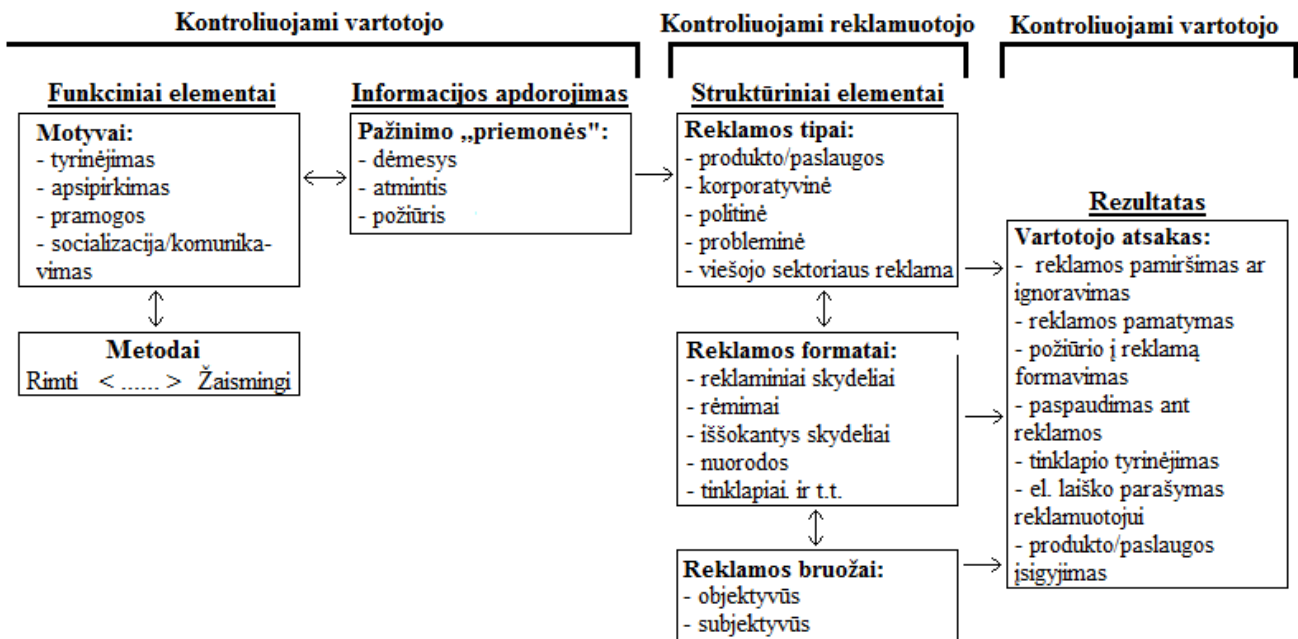 Kontroliuojami vartotojo
Kontroliuojami reklamuotojo
Kontroliuojami vartotojo
Funkciniai elementai
Motyvai:
- tyrinėjimas
- apsipirkimas
- pramogos
- socializacija/komunika-
vimas
Metodai
Rimti < ...... > Žaismingi
Informacijos apdorojimas
Pažinimo ,,priemonės":
- dėmesys
- atmintis
- požiūris
Struktūriniai elementai
Reklamos tipai:
- produkto/paslaugos
- korporatyvinė
- politinė
- probleminė
- viešojo sektoriaus reklama
Reklamos formatai:
- reklaminiai skydeliai
- rėmimai
- iššokantys skydeliai
- nuorodos
- tinklapiai. ir t.t.
Reklamos bruožai:
- objektyvūs
- subjektyvūs
Rezultatas
Vartotojo atsakas:
- reklamos pamiršimas ar
ignoravimas
- reklamos pamatymas
- požiūrio į reklamą
formavimas
- paspaudimas ant
reklamos
- tinklapio tyrinėjimas
- el. laiško parašymas
reklamuotojui
- produkto/paslaugos
įsigyjimas